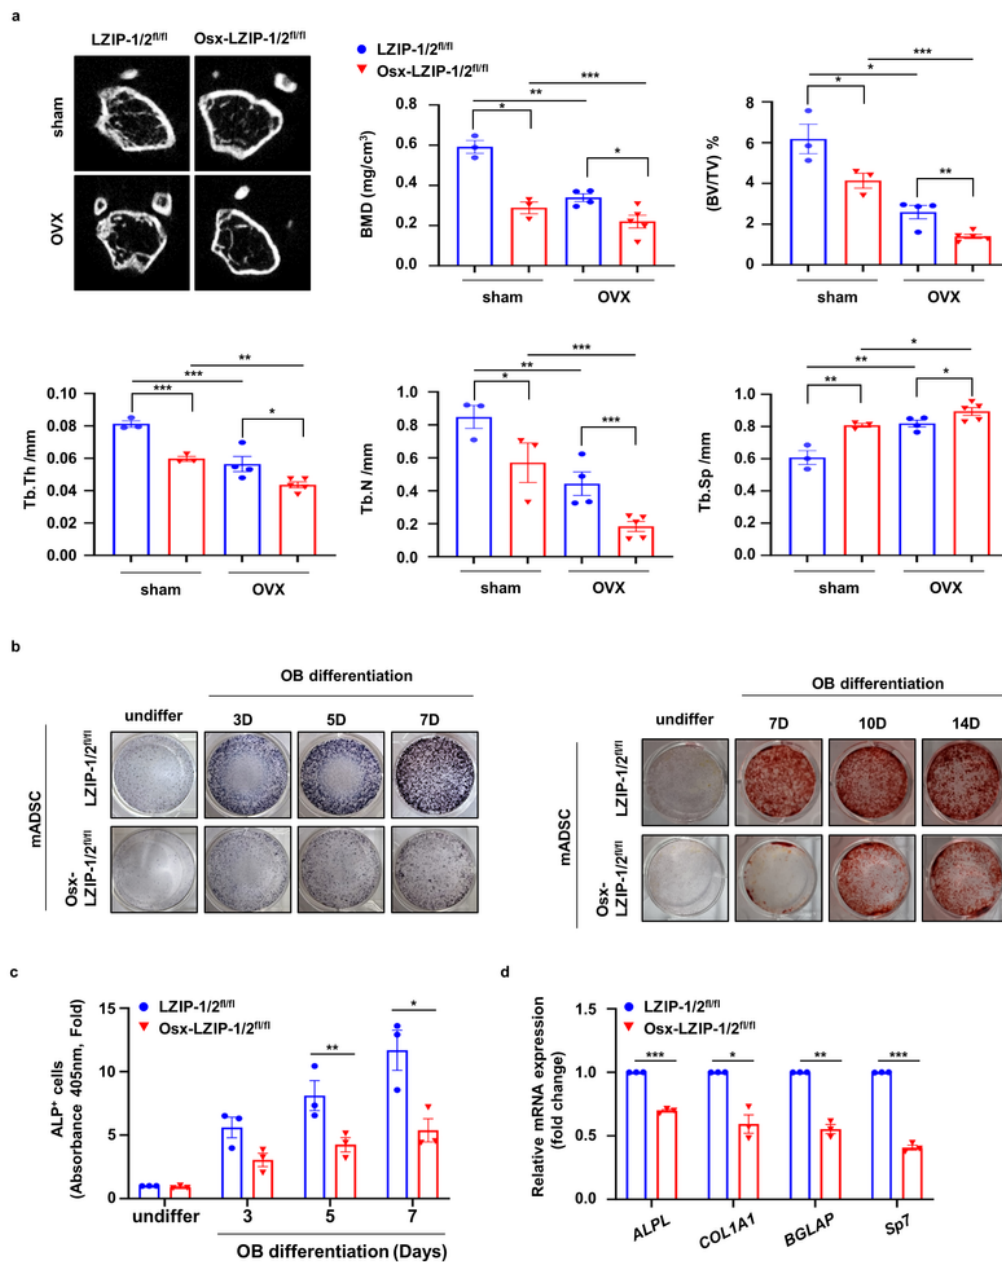 a
LZIP-1/2fl/fl Osx-LZIP-1/2fl/fl
sham
OVX
LZIP-1/2fl/fl
Osx-LZIP-1/2fl/fl
BMD (mg/cm3)
0.8
0.6
0.4
0.2
0.0
*** ** * *
sham OVX
(BV/TV) %
10
8
6
4
2
0
*** * * **
sham OVX
Tb.Th /mm
0.10
0.08
0.06
0.04
0.02
0.00
** *** *** *
sham OVX
Tb.N /mm
1.0
0.8
0.6
0.4
0.2
0.0
*** ** * ***
sham OVX
Tb.Sp /mm
1.0
0.8
0.6
0.4
0.2
0.0
* ** ** *
sham OVX
b
OB differentiation
undiffer 3D 5D 7D
mADSC
LZIP-1/2fl/fl
Osx-
LZIP-1/2fl/fl
OB differentiation
undiffer 7D 10D 14D
mADSC
LZIP-1/2fl/fl
Osx-
LZIP-1/2fl/fl
c
LZIP-1/2fl/fl
Osx-LZIP-1/2fl/fl
ALP+ cells
(Absorbance 405nm, Fold)
15
10
5
0
** *
undiffer 3 5 7
OB differentiation (Days)
d
LZIP-1/2fl/fl
Osx-LZIP-1/2fl/fl
Relative mRNA expression
(fold change)
1.5
1.0
0.5
0.0
*** * ** ***
ALPL COL1A1 BGLAP Sp7